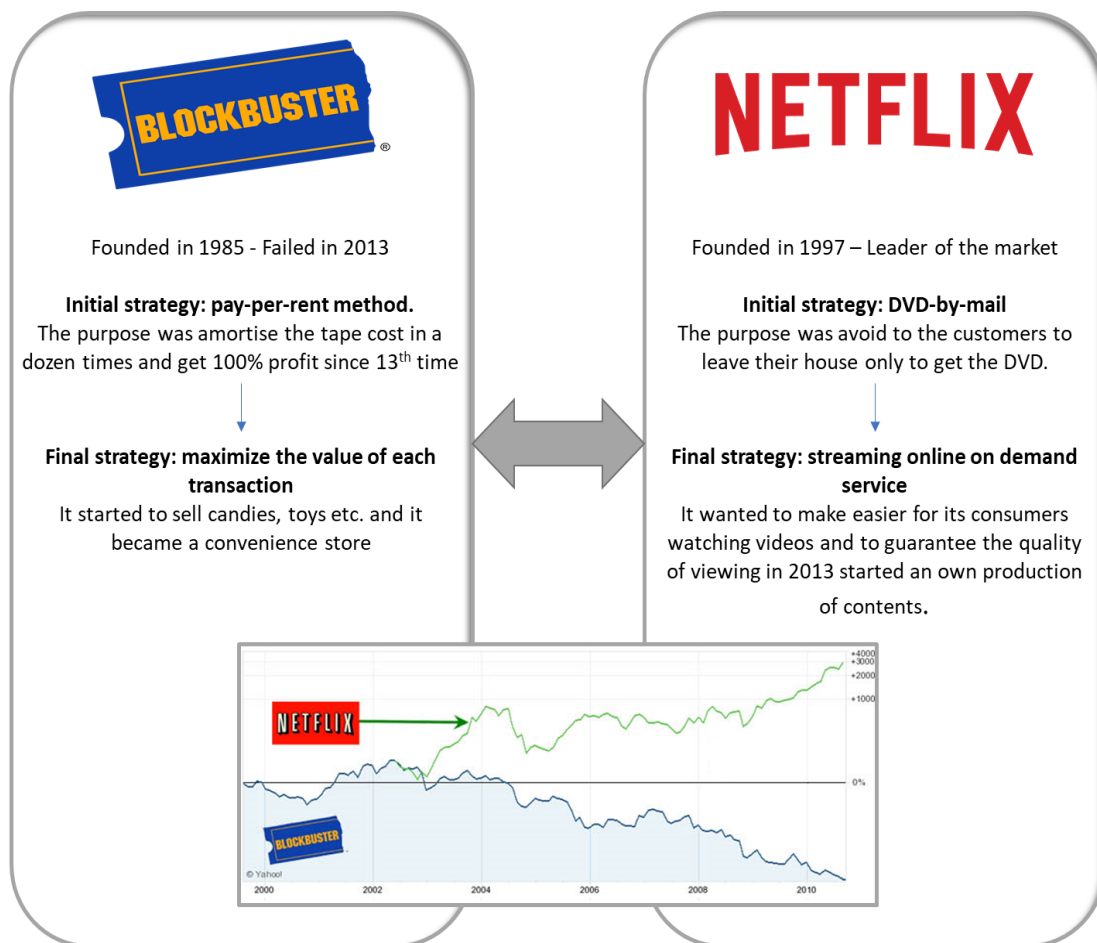 BLOCKBUSTER
®
Founded in 1985 - Failed in 2013
Initial strategy: pay-per-rent method.
The purpose was amortise the tape cost in a
dozen times and get 100% profit since 13th time
Final strategy: maximize the value of each
transaction
It started to sell candies, toys etc. and it
became a convenience store
NETFLIX
Founded in 1997 – Leader of the market
Initial strategy: DVD-by-mail
The purpose was avoid to the customers to
leave their house only to get the DVD.
Final strategy: streaming online on demand
service
It wanted to make easier for its consumers
watching videos and to guarantee the quality
of viewing in 2013 started an own production
of contents.
+4000
+3000
+2000
+1000
0%
NETFLIX
BLOCKBUSTER
© Yahoo!
2000 2002 2004 2006 2008 2010